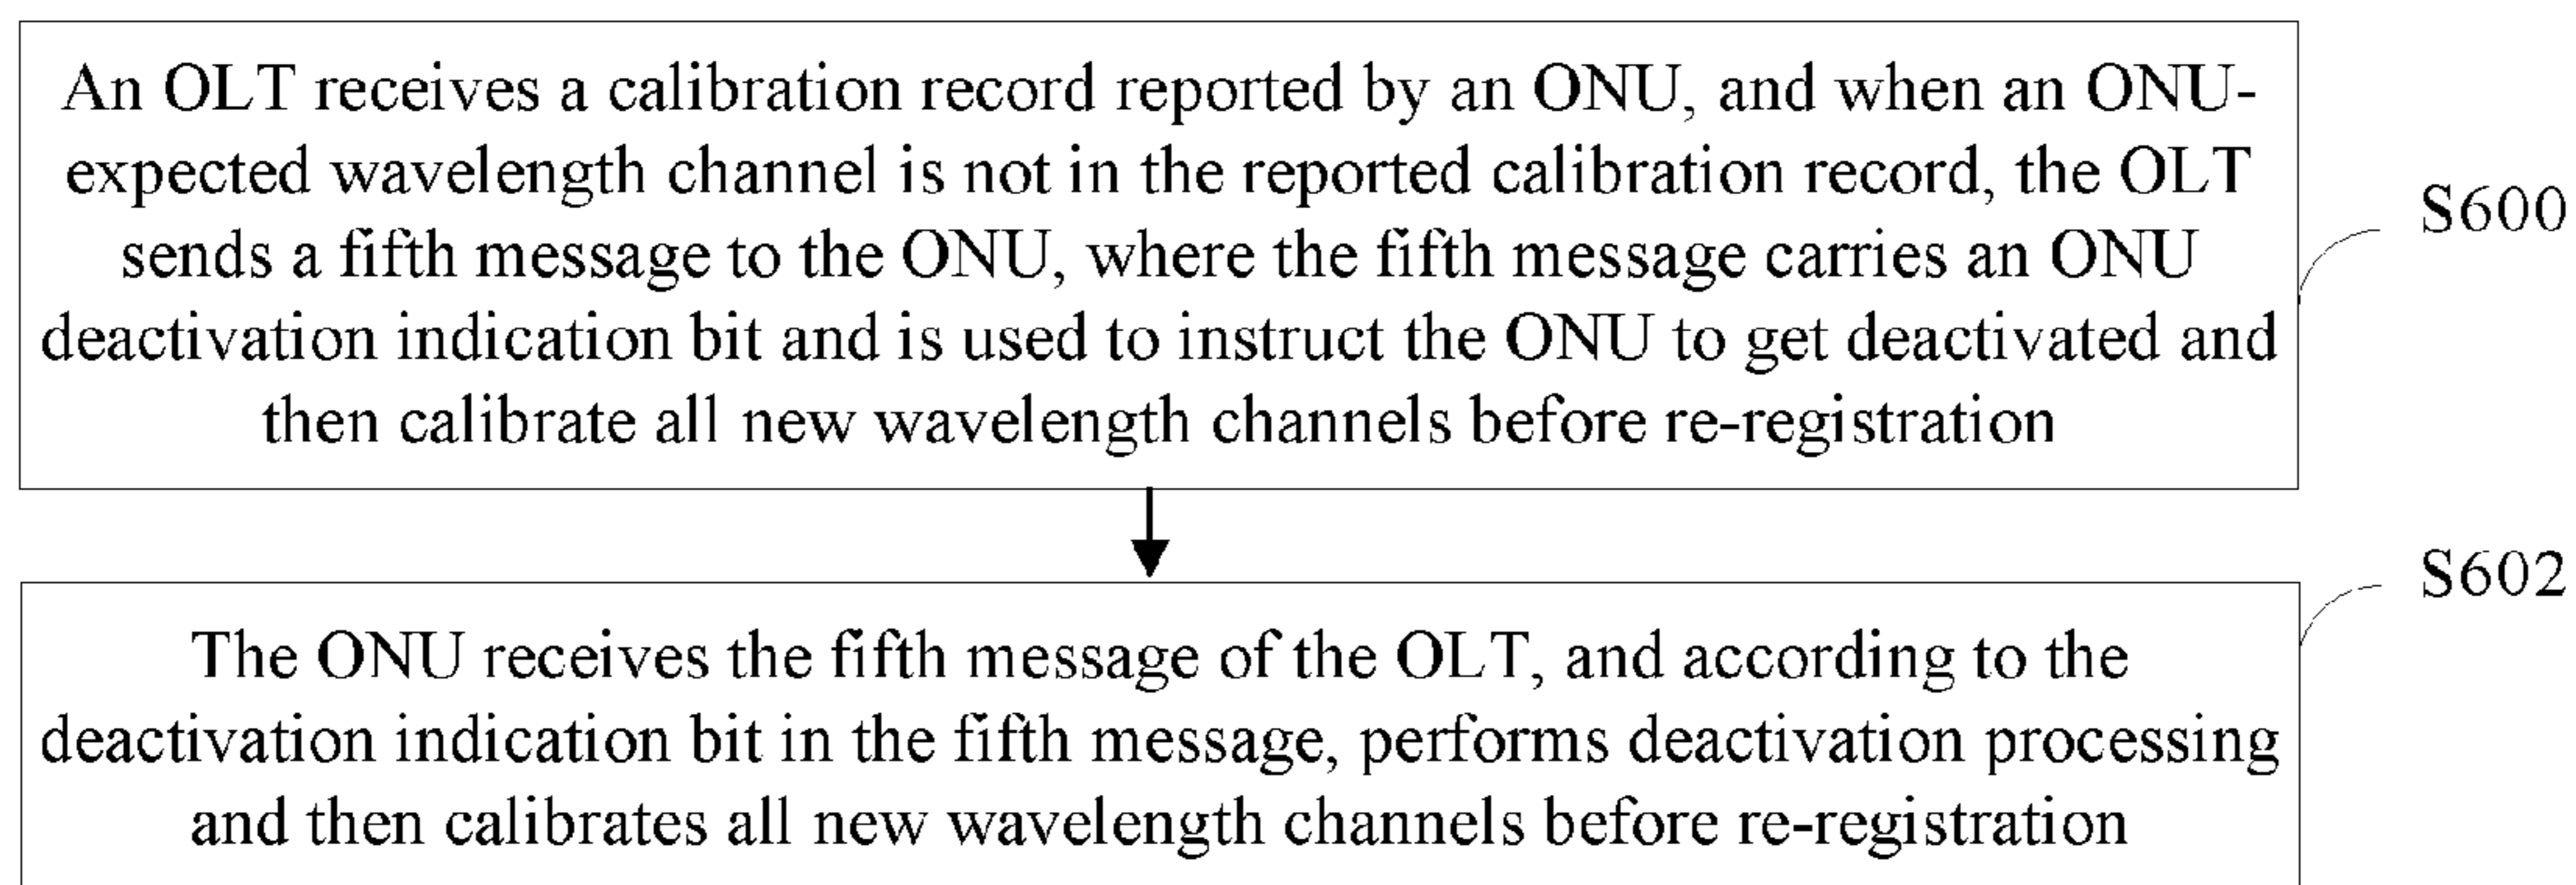 An OLT receives a calibration record reported by an ONU, and when an ONU-
expected wavelength channel is not in the reported calibration record, the OLT
sends a fifth message to the ONU, where the fifth message carries an ONU
deactivation indication bit and is used to instruct the ONU to get deactivated and
then calibrate all new wavelength channels before re-registration
S600
The ONU receives the fifth message of the OLT, and according to the
deactivation indication bit in the fifth message, performs deactivation processing
and then calibrates all new wavelength channels before re-registration
S602